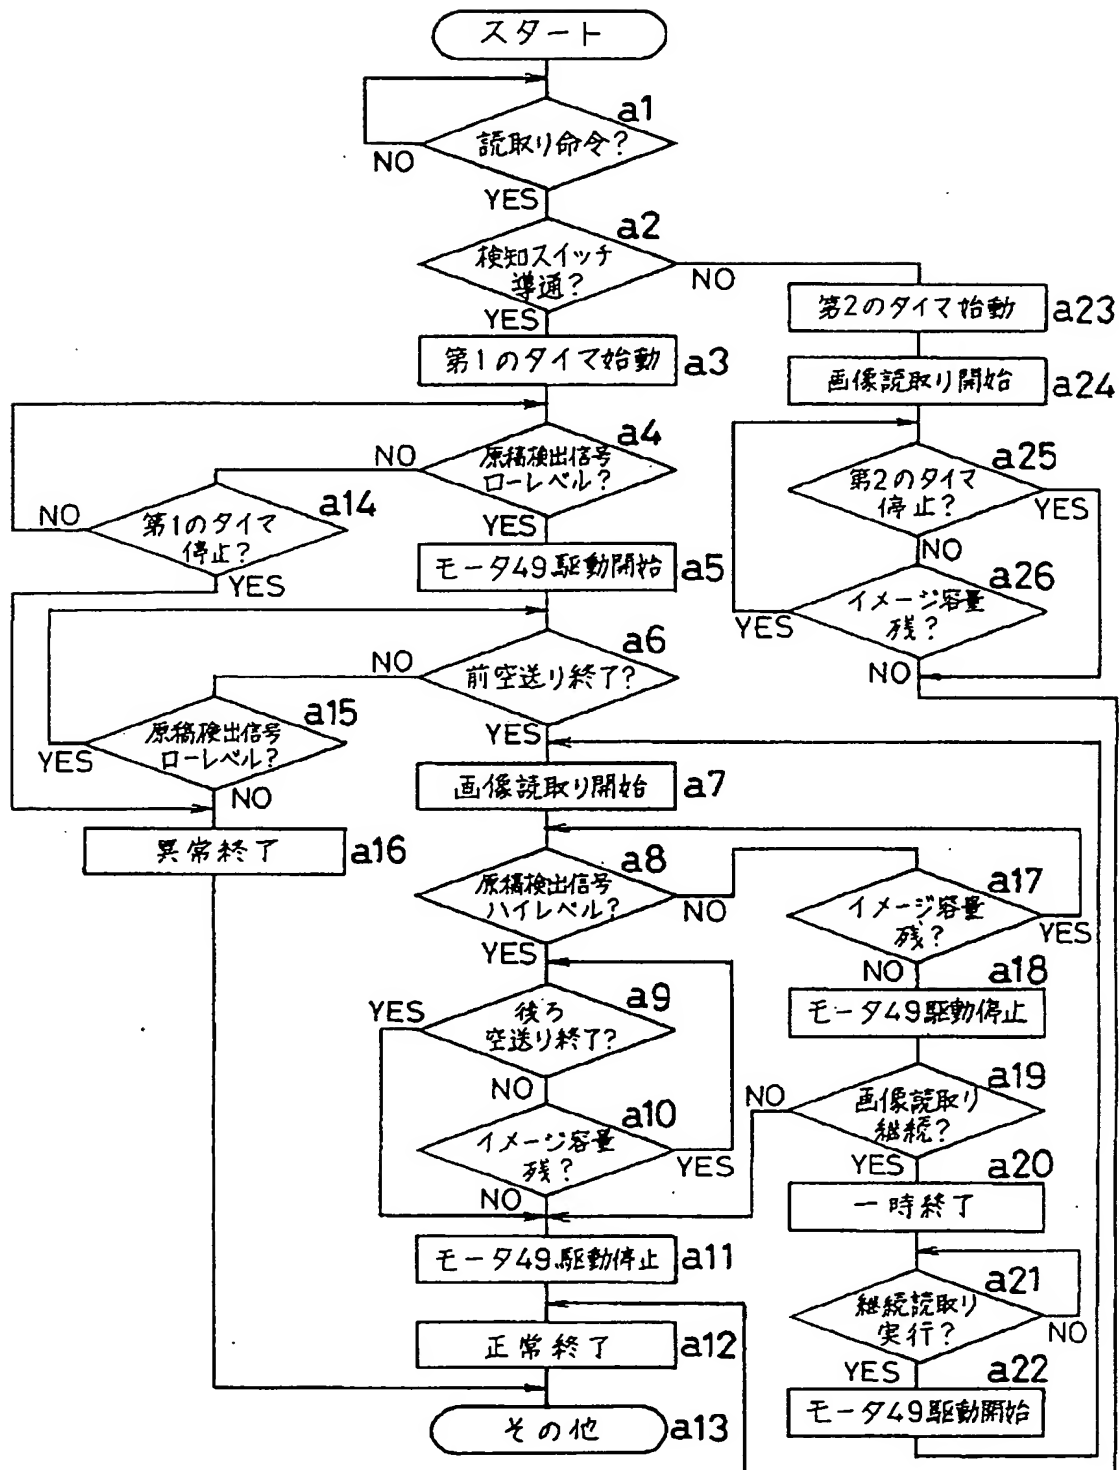 スタート
a1
読取り命令?
NO
YES
a2
検知スイッチ
導通?
NO
YES
第2のタイマ始動 a23
第1のタイマ始動 a3
画像読取り開始 a24
a4
NO
原稿検出信号
ローレベル?
YES
a25
第2のタイマ
停止?
YES
NO
a14
NO
第1のタイマ
停止?
YES
モータ49駆動開始 a5
a26
イメージ容量
残?
YES
NO
a6
NO
前空送り終了?
YES
a15
原稿検出信号
ローレベル?
YES
NO
画像読取り開始 a7
異常終了 a16
a8
原稿検出信号
ハイレベル?
NO
YES
a17
イメージ容量
残?
YES
NO
a18
モータ49駆動停止
a9
YES
後ろ
空送り終了?
NO
a19
NO
画像読取り
継続?
YES
a10
イメージ容量
残?
YES
NO
a20
一時終了
モータ49駆動停止 a11
a21
継続読取り
実行?
NO
YES
正常終了 a12
a22
モータ49駆動開始
その他 a13